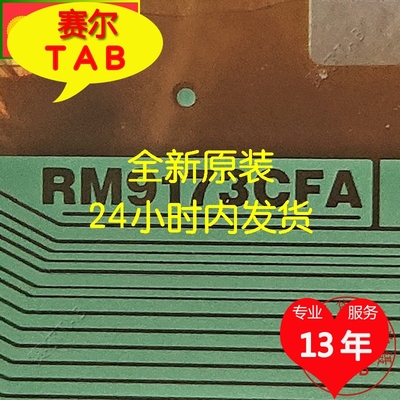 赛尔
TAB
全新原装
RM9173CFA
24小时内发货
专业 服务
13年